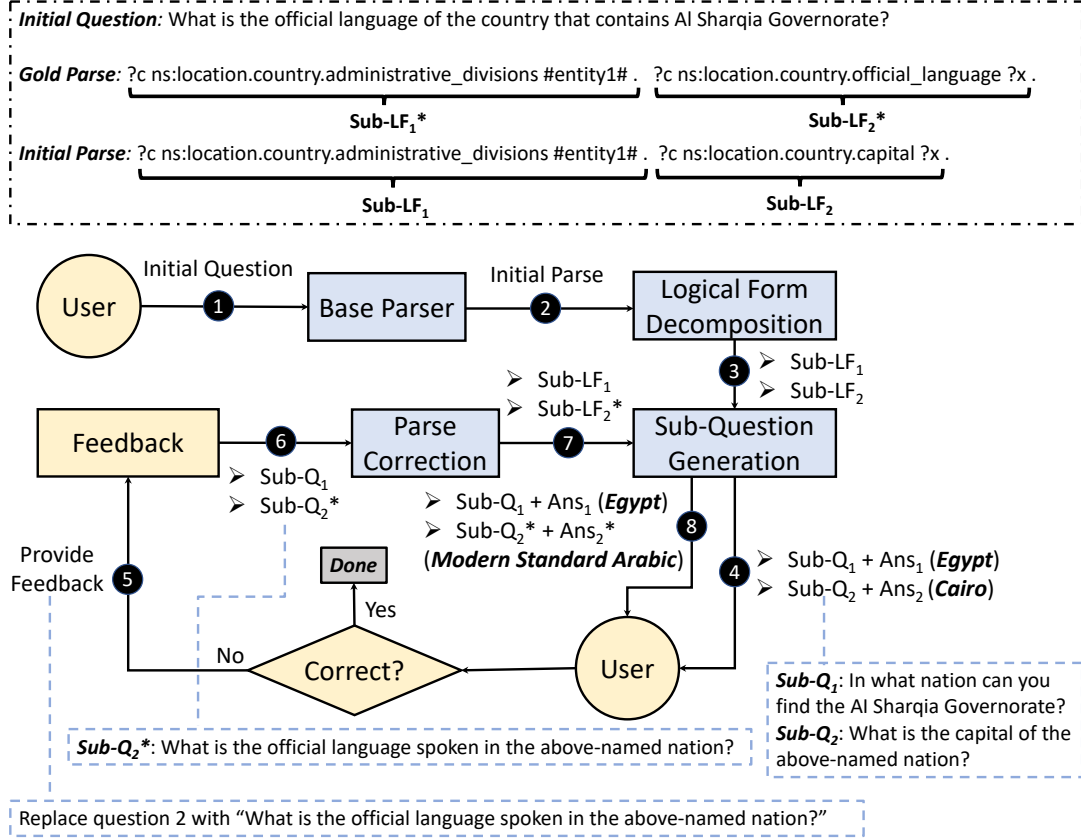 Initial Question: What is the official language of the country that contains Al Sharqia Governorate?
Gold Parse: ?c ns:location.country.administrative_divisions #entity1# . ?c ns:location.country.official_language ?x .
Sub-LF₁* Sub-LF₂*
Initial Parse: ?c ns:location.country.administrative_divisions #entity1# . ?c ns:location.country.capital ?x .
Sub-LF₁ Sub-LF₂
User
Initial Question
1
Base Parser
Initial Parse
2
Logical Form
Decomposition
3
➢ Sub-LF₁
➢ Sub-LF₂
Feedback
6
➢ Sub-Q₁
➢ Sub-Q₂*
Parse
Correction
➢ Sub-LF₁
➢ Sub-LF₂*
7
Sub-Question
Generation
➢ Sub-Q₁ + Ans₁ (Egypt)
➢ Sub-Q₂* + Ans₂*
(Modern Standard Arabic)
8
4
➢ Sub-Q₁ + Ans₁ (Egypt)
➢ Sub-Q₂ + Ans₂ (Cairo)
Provide
Feedback
5
Done
Yes
No
Correct?
User
Sub-Q₁: In what nation can you
find the Al Sharqia Governorate?
Sub-Q₂: What is the capital of the
above-named nation?
Sub-Q₂*: What is the official language spoken in the above-named nation?
Replace question 2 with “What is the official language spoken in the above-named nation?”